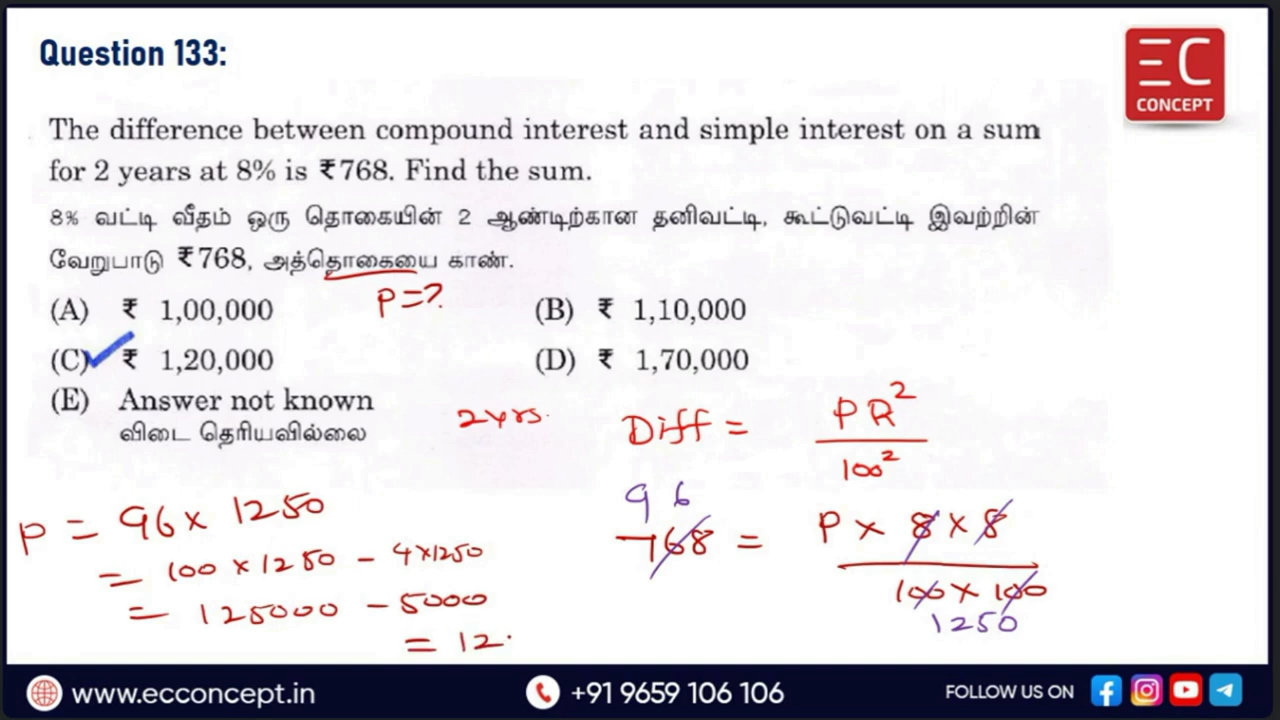 Question 133:
EC
CONCEPT
The difference between compound interest and simple interest on a sum
for 2 years at 8% is ₹768. Find the sum.
8% வட்டி வீதம் ஒரு தொகையின் 2 ஆண்டிற்கான தனிவட்டி, கூட்டுவட்டி இவற்றின்
வேறுபாடு ₹768, அத்தொகையை காண்.
P=?
(A) ₹ 1,00,000 (B) ₹ 1,10,000
(C) ₹ 1,20,000 (D) ₹ 1,70,000
(E) Answer not known
விடை தெரியவில்லை
2 yrs.
Diff = PR²
100²
96
768 = P × 8 × 8
100 × 100
1250
P = 96 × 1250
= 100 × 1250 - 4×1250
= 125000 - 5000
= 12
www.ecconcept.in +91 9659 106 106 FOLLOW US ON